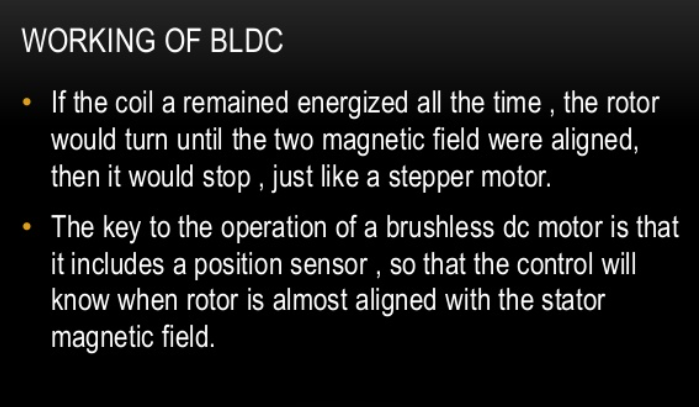 WORKING OF BLDC
• If the coil a remained energized all the time , the rotor
would turn until the two magnetic field were aligned,
then it would stop , just like a stepper motor.
• The key to the operation of a brushless dc motor is that
it includes a position sensor , so that the control will
know when rotor is almost aligned with the stator
magnetic field.